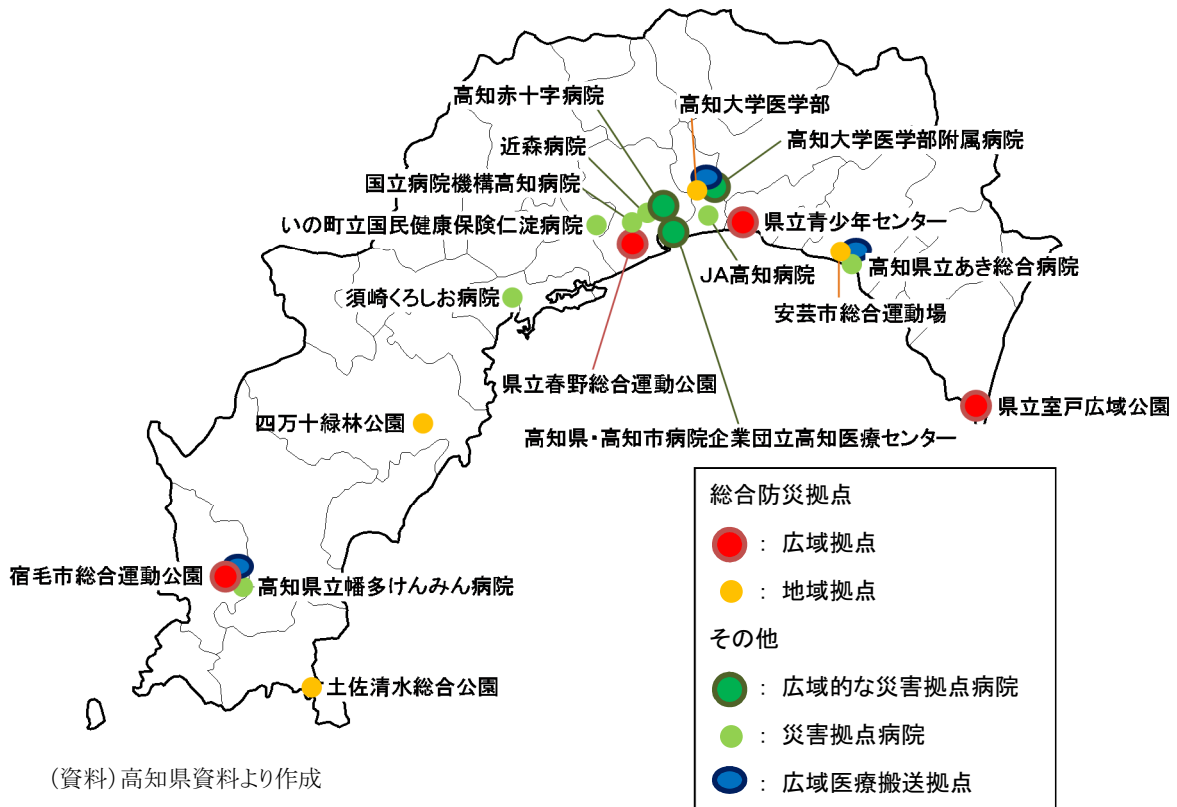 高知赤十字病院
高知大学医学部
近森病院
高知大学医学部附属病院
国立病院機構高知病院
いの町立国民健康保険仁淀病院
県立青少年センター
JA高知病院
高知県立あき総合病院
須崎くろしお病院
安芸市総合運動場
県立春野総合運動公園
県立室戸広域公園
四万十緑林公園
高知県・高知市病院企業団立高知医療センター
総合防災拠点
： 広域拠点
： 地域拠点
宿毛市総合運動公園
高知県立幡多けんみん病院
その他
： 広域的な災害拠点病院
土佐清水総合公園
： 災害拠点病院
： 広域医療搬送拠点
（資料）高知県資料より作成